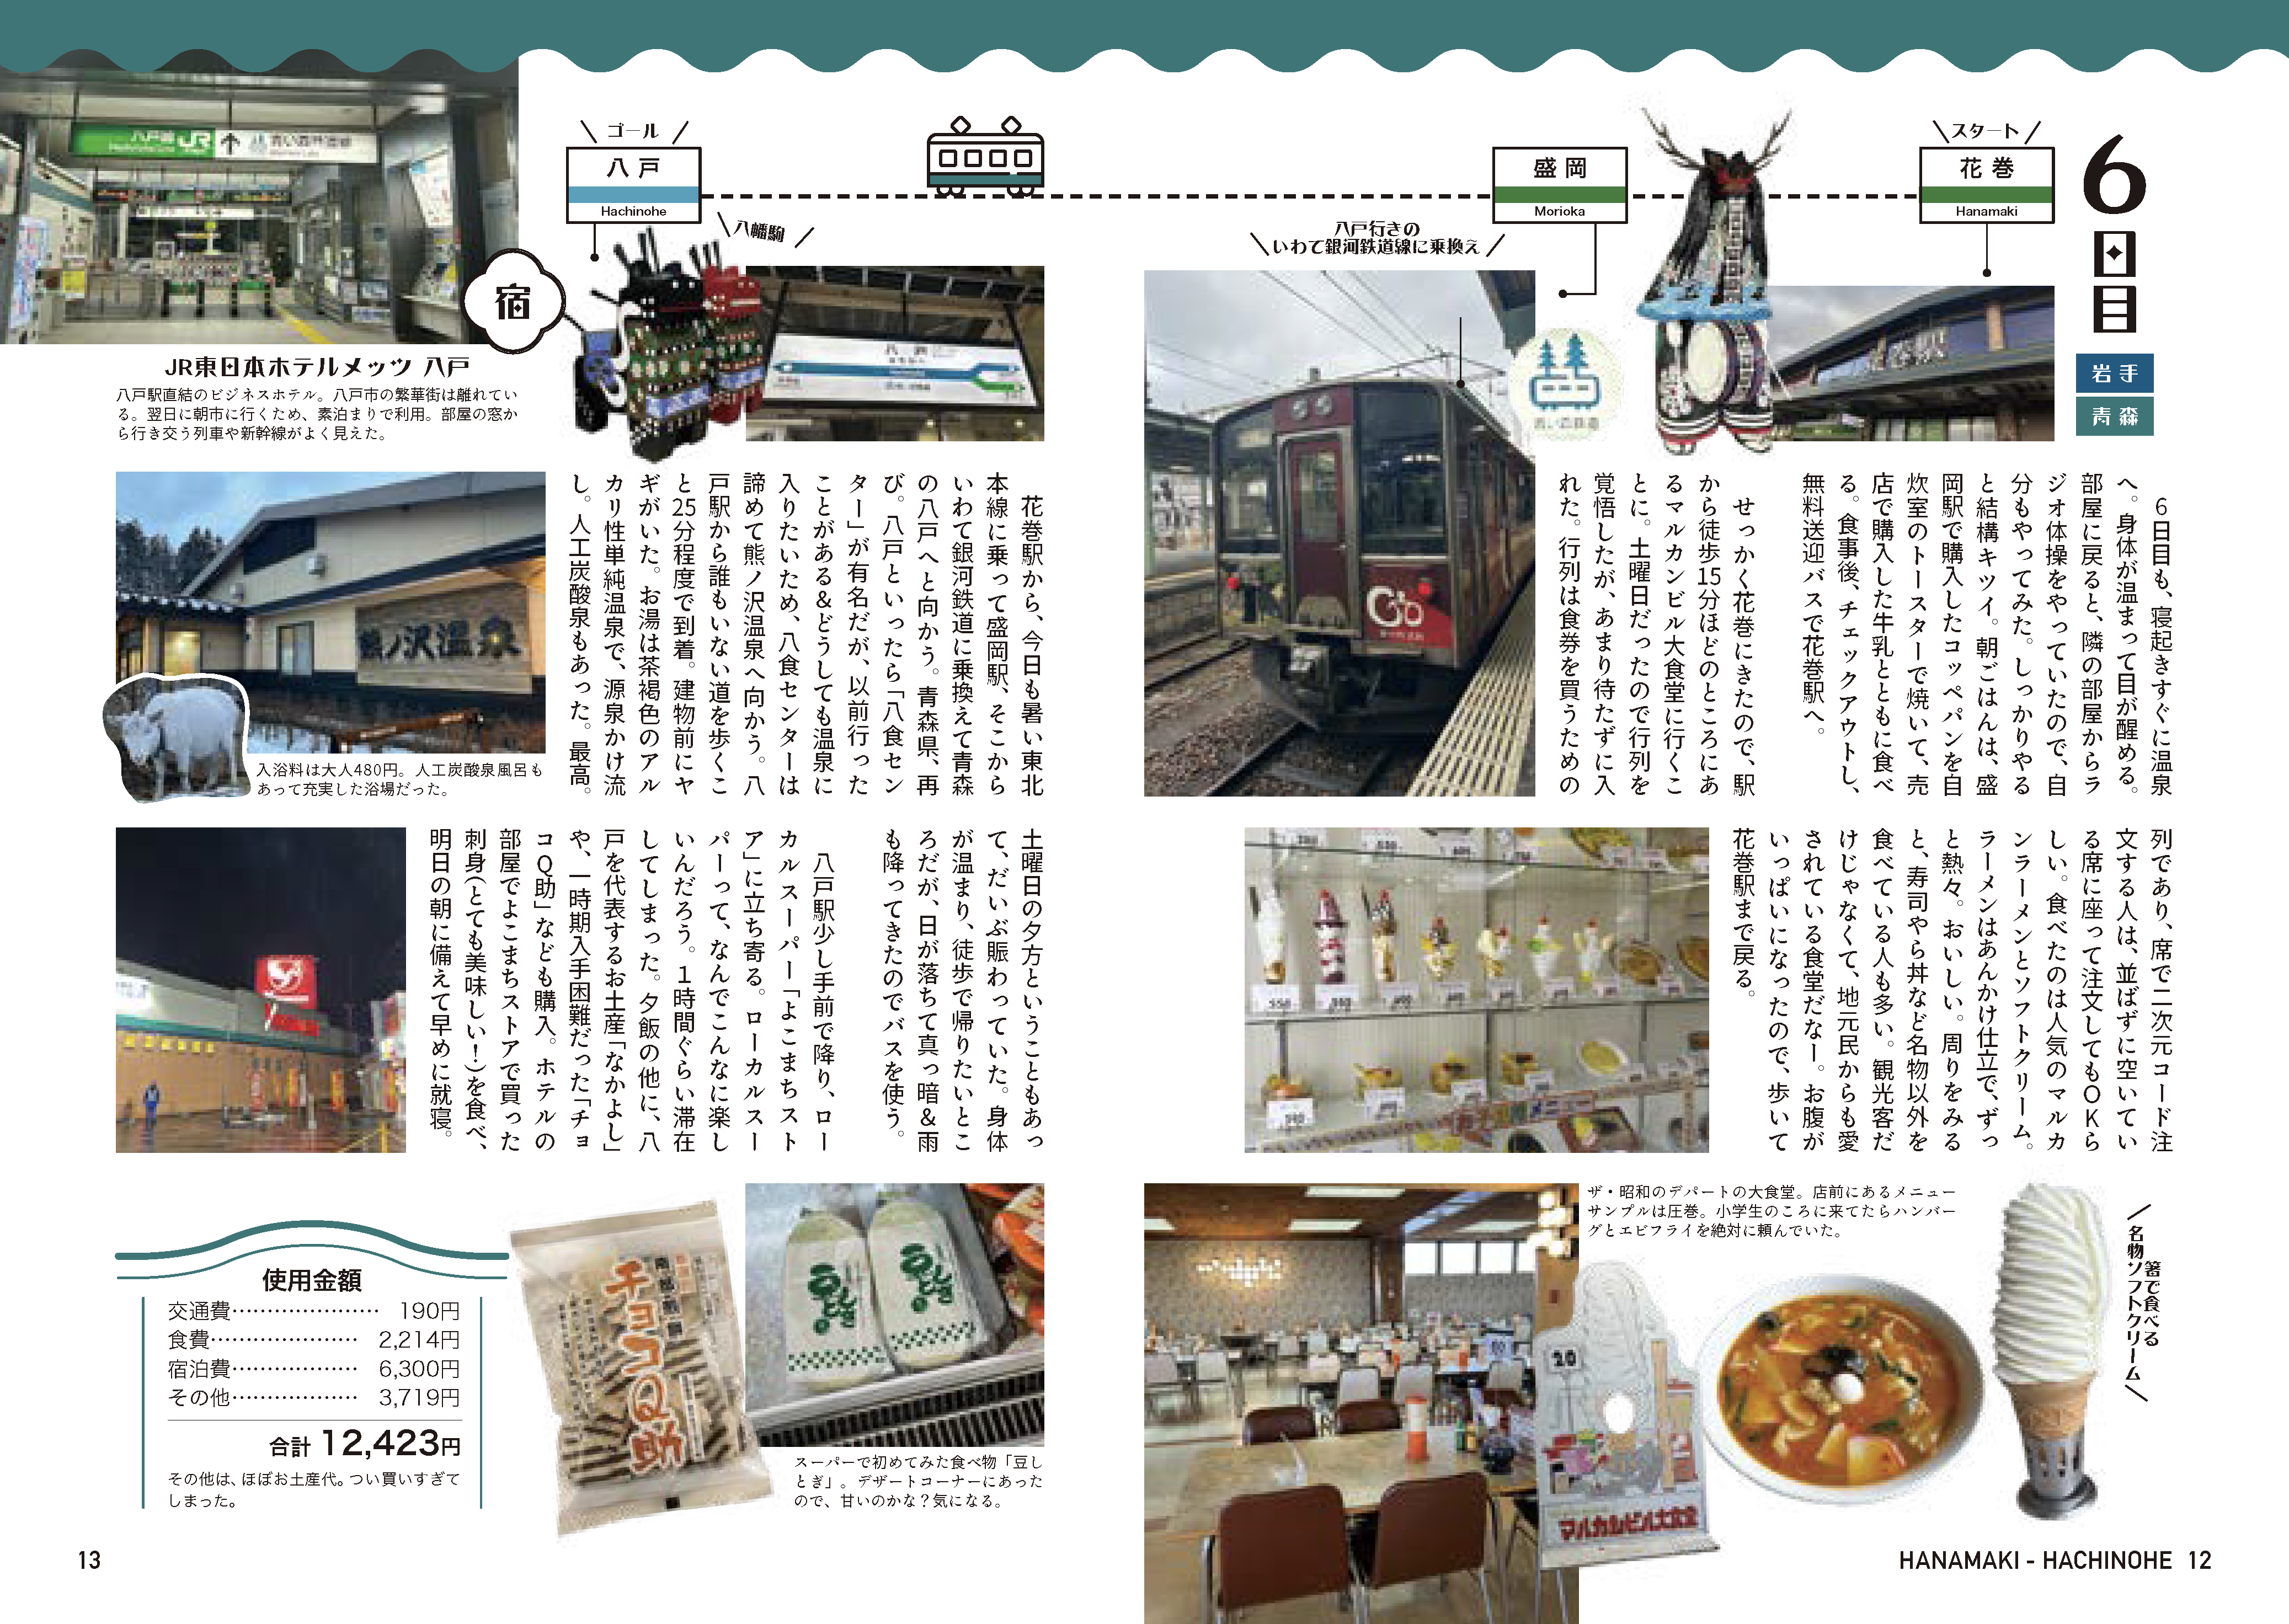 6日目
岩手
青森
スタート
花巻
Hanamaki
盛岡
Morioka
八戸行きの
いわて銀河鉄道線に乗換え
ゴール
八戸
Hachinohe
八幡駒
6日目も、寝起きすぐに温泉
へ。身体が温まって目が醒める。
部屋に戻ると、隣の部屋からラ
ジオ体操をやっていたので、自
分もやってみた。しっかりやる
と結構キツイ。朝ごはんは、盛
岡駅で購入したコッペパンを自
炊室のトースターで焼いて、売
店で購入した牛乳とともに食べ
る。食事後、チェックアウトし、
無料送迎バスで花巻駅へ。
せっかく花巻にきたので、駅
から徒歩15分ほどのところにあ
るマルカンビル大食堂に行くこ
とに。土曜日だったので行列を
覚悟したが、あまり待たずに入
れた。行列は食券を買うための
列であり、席で二次元コード注
文する人は、並ばずに空いてい
る席に座って注文してもOKら
しい。食べたのは人気のマルカ
ンラーメンとソフトクリーム。
ラーメンはあんかけ仕立で、ずっ
と熱々。おいしい。周りをみる
と、寿司やら丼など名物以外を
食べている人も多い。観光客だ
けじゃなくて、地元民からも愛
されている食堂だなー。お腹が
いっぱいになったので、歩いて
花巻駅まで戻る。
箸で食べる
名物ソフトクリーム
ザ・昭和のデパートの大食堂。店前にあるメニュー
サンプルは圧巻。小学生のころに来てたらハンバー
グとエビフライを絶対に頼んでいた。
20
マルカンビル大食堂
HANAMAKI - HACHINOHE 12
花巻駅から、今日も暑い東北
本線に乗って盛岡駅、そこから
いわて銀河鉄道に乗換えて青森
の八戸へと向かう。青森県、再
び。八戸といったら「八食セン
ター」が有名だが、以前行った
ことがある&どうしても温泉に
入りたいため、八食センターは
諦めて熊ノ沢温泉へ向かう。八
戸駅から誰もいない道を歩くこ
と25分程度で到着。建物前にヤ
ギがいた。お湯は茶褐色のアル
カリ性単純温泉で、源泉かけ流
し。人工炭酸泉もあった。最高。
土曜日の夕方ということもあっ
て、だいぶ賑わっていた。身体
が温まり、徒歩で帰りたいとこ
ろだが、日が落ちて真っ暗&雨
も降ってきたのでバスを使う。
八戸駅少し手前で降り、ロー
カルスーパー「よこまちスト
ア」に立ち寄る。ローカルスー
パーって、なんでこんなに楽し
いんだろう。1時間ぐらい滞在
してしまった。夕飯の他に、八
戸を代表するお土産「なかよし」
や、一時期入手困難だった「チョ
コQ助」なども購入。ホテルの
部屋でよこまちストアで買った
刺身(とても美味しい!)を食べ、
明日の朝に備えて早めに就寝。
八戸線 JR
宿
JR東日本ホテルメッツ 八戸
八戸駅直結のビジネスホテル。八戸市の繁華街は離れてい
る。翌日に朝市に行くため、素泊まりで利用。部屋の窓か
ら行き交う列車や新幹線がよく見えた。
熊ノ沢温泉
入浴料は大人480円。人工炭酸泉風呂も
あって充実した浴場だった。
チョコQ助
豆しとぎ
スーパーで初めてみた食べ物「豆し
とぎ」。デザートコーナーにあった
ので、甘いのかな?気になる。
使用金額
交通費………………… 190円
食費………………… 2,214円
宿泊費……………… 6,300円
その他……………… 3,719円
合計 12,423円
その他は、ほぼお土産代。つい買いすぎて
しまった。
13